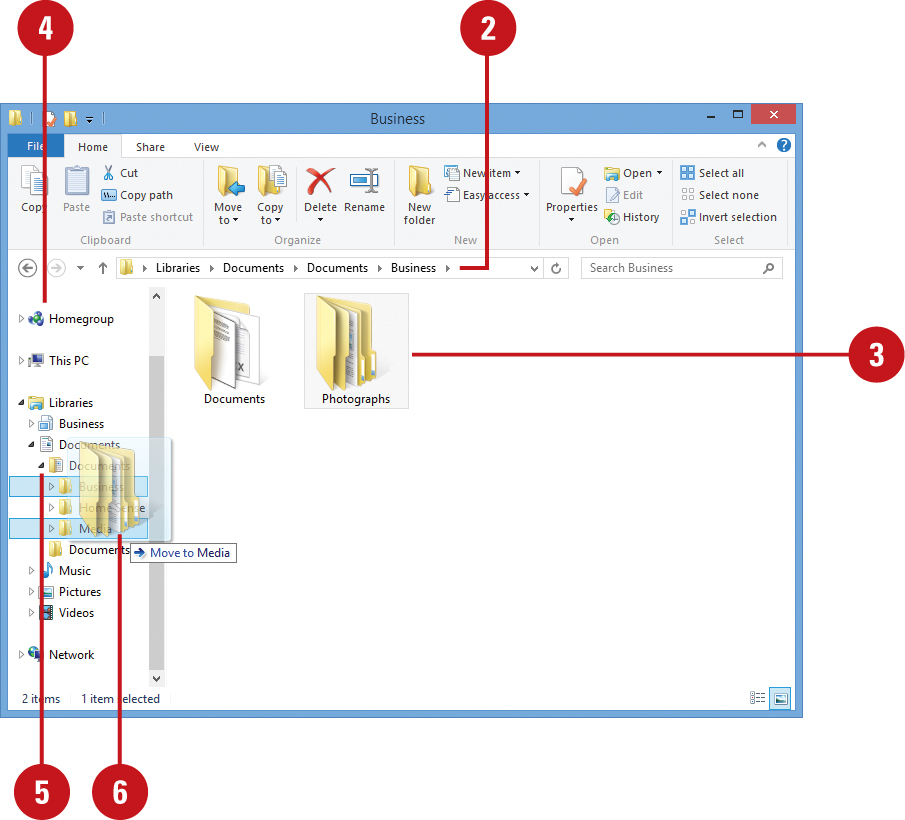 4
2
Business
File
Home
Share
View
Copy
Paste
Cut
Copy path
Paste shortcut
Clipboard
Move to
Copy to
Delete
Rename
Organize
New folder
New item
Easy access
New
Properties
Open
Edit
History
Open
Select all
Select none
Invert selection
Select
Libraries Documents Documents Business
Search Business
Homegroup
This PC
Libraries
Business
Documents
Documents
Business
Home Sense
Media
Documents
Move to Media
Music
Pictures
Videos
Network
Documents
Photographs
3
2 items 1 item selected
5
6